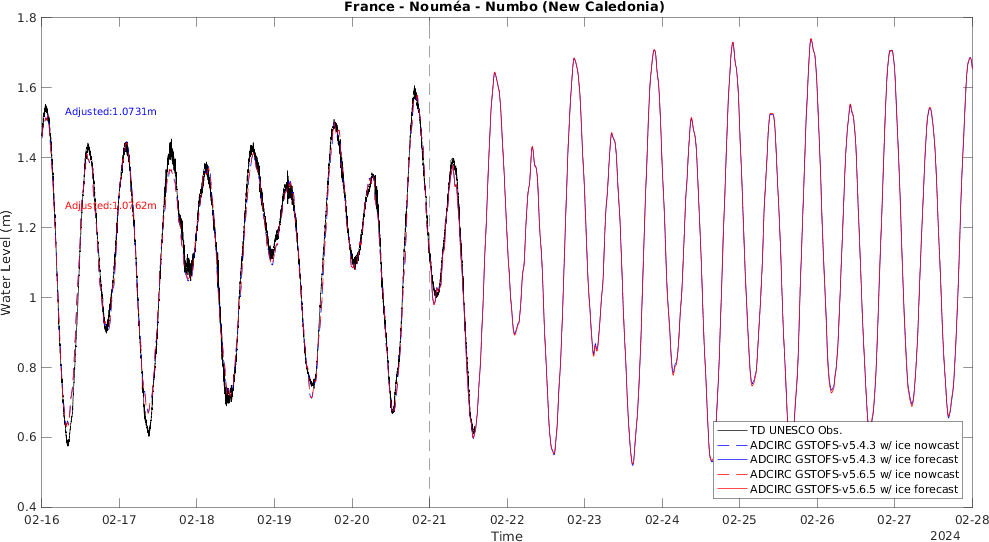 France - Nouméa - Numbo (New Caledonia)
1.8
1.6
1.4
1.2
1
0.8
0.6
0.4
Water Level (m)
Adjusted:1.0731m
Adjusted:1.0762m
TD UNESCO Obs.
ADCIRC GSTOFS-v5.4.3 w/ ice nowcast
ADCIRC GSTOFS-v5.4.3 w/ ice forecast
ADCIRC GSTOFS-v5.6.5 w/ ice nowcast
ADCIRC GSTOFS-v5.6.5 w/ ice forecast
02-16 02-17 02-18 02-19 02-20 02-21 02-22 02-23 02-24 02-25 02-26 02-27 02-28
Time
2024